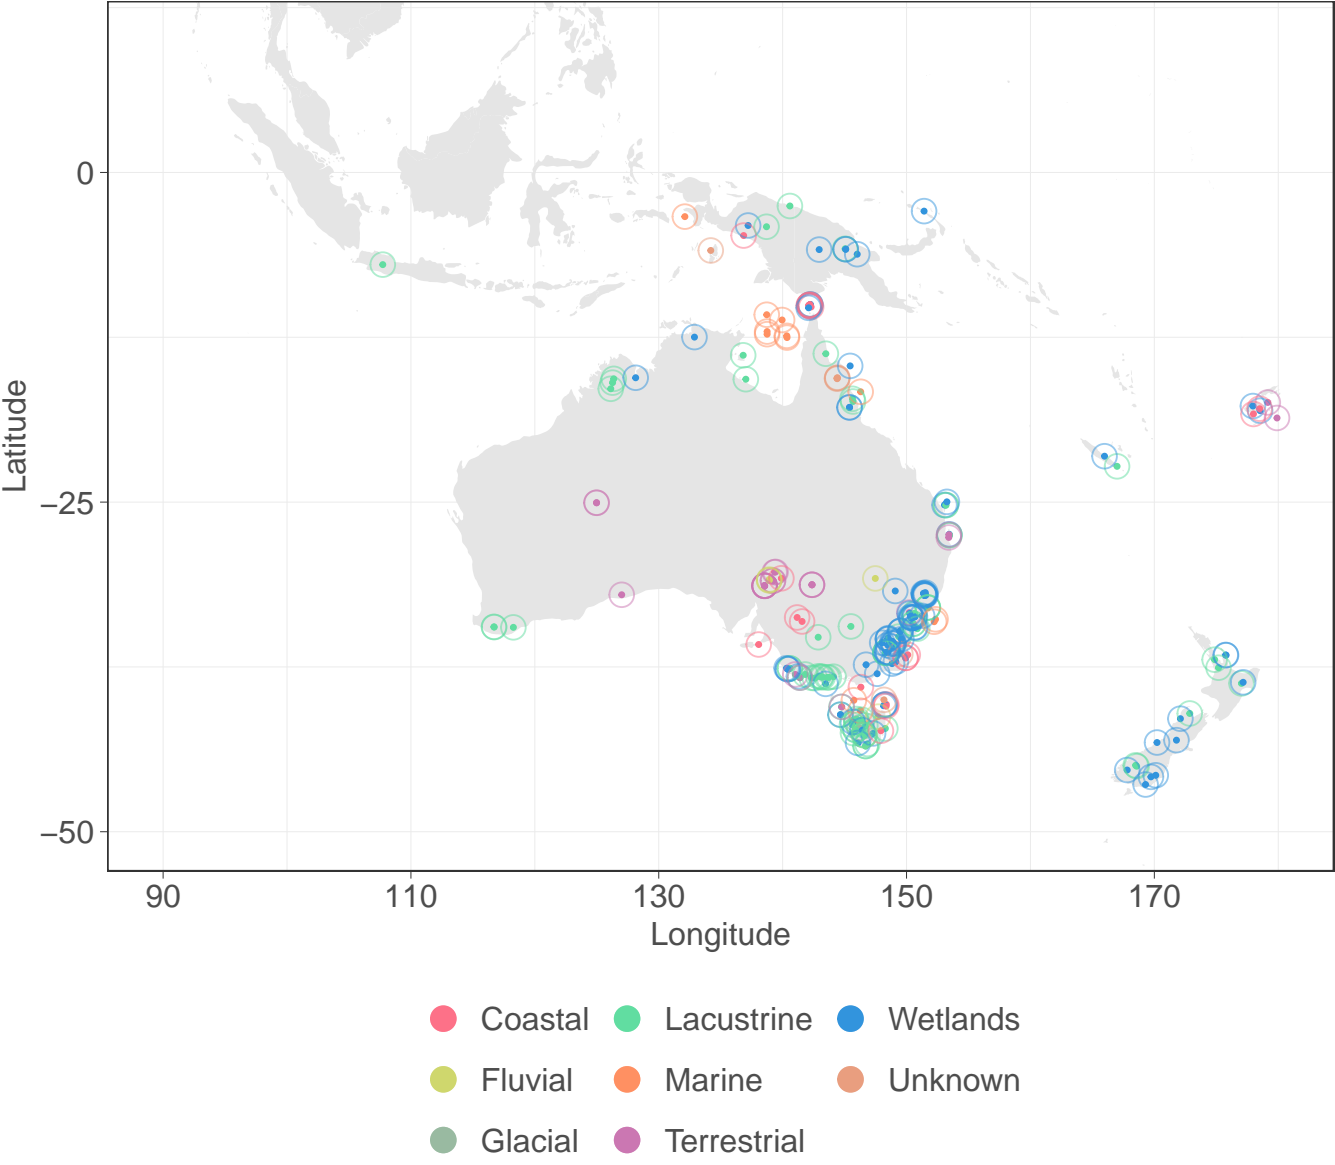 0
−25
−50
Latitude
90 110 130 150 170
Longitude
Coastal Lacustrine Wetlands
Fluvial Marine Unknown
Glacial Terrestrial